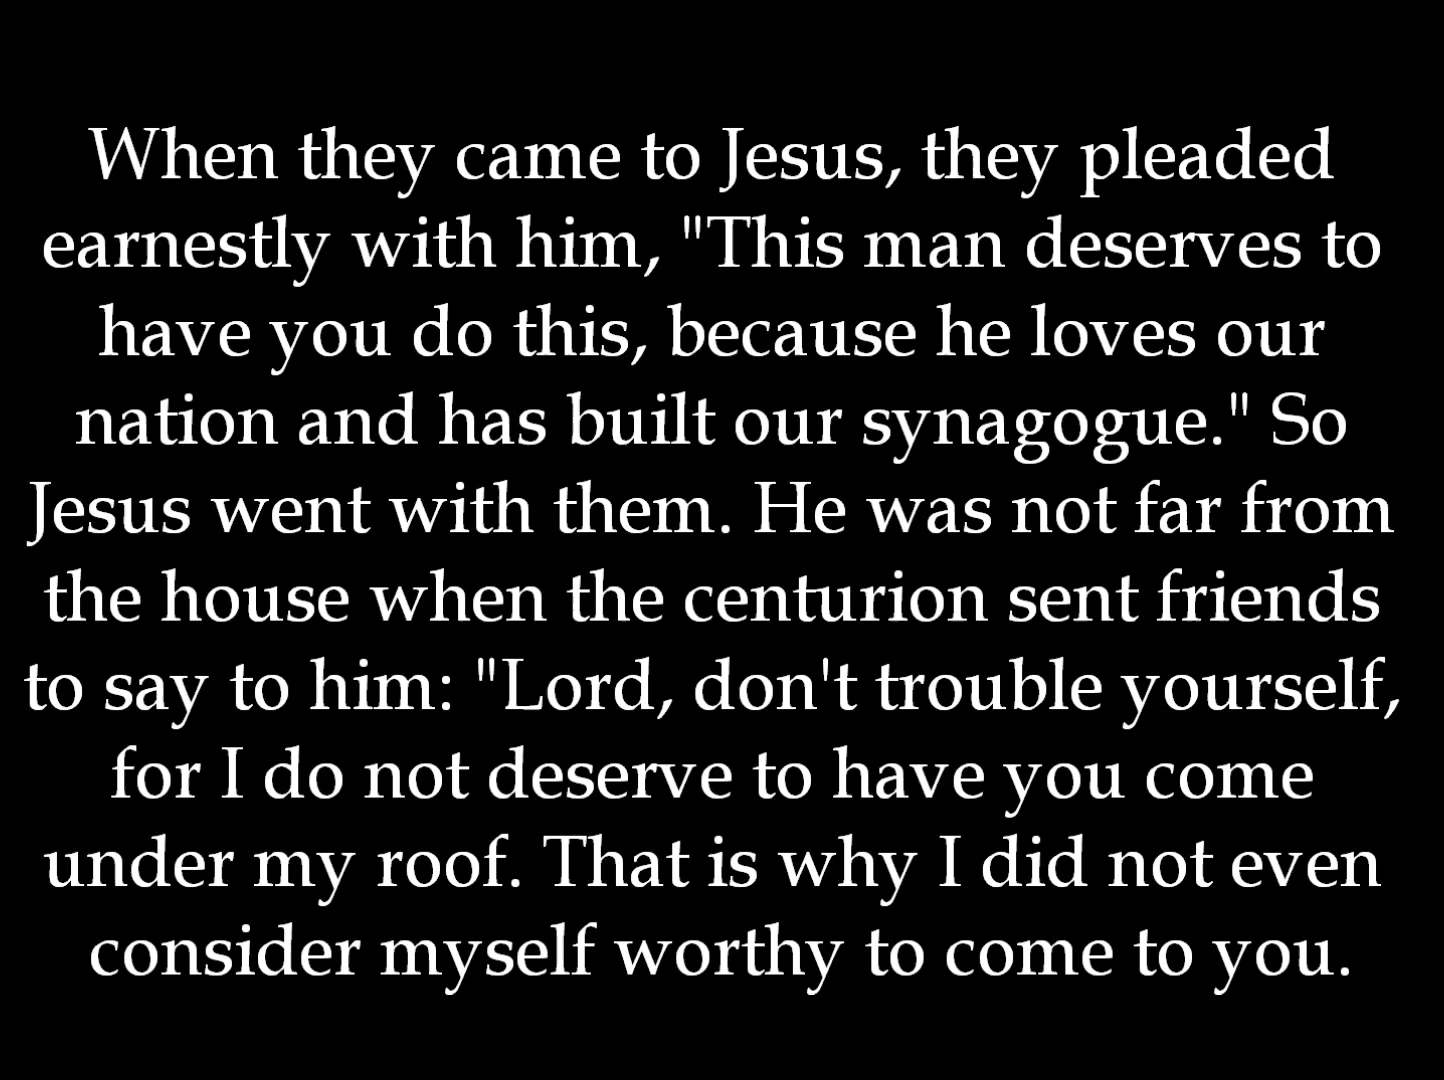 When they came to Jesus, they pleaded
earnestly with him, "This man deserves to
have you do this, because he loves our
nation and has built our synagogue." So
Jesus went with them. He was not far from
the house when the centurion sent friends
to say to him: "Lord, don't trouble yourself,
for I do not deserve to have you come
under my roof. That is why I did not even
consider myself worthy to come to you.